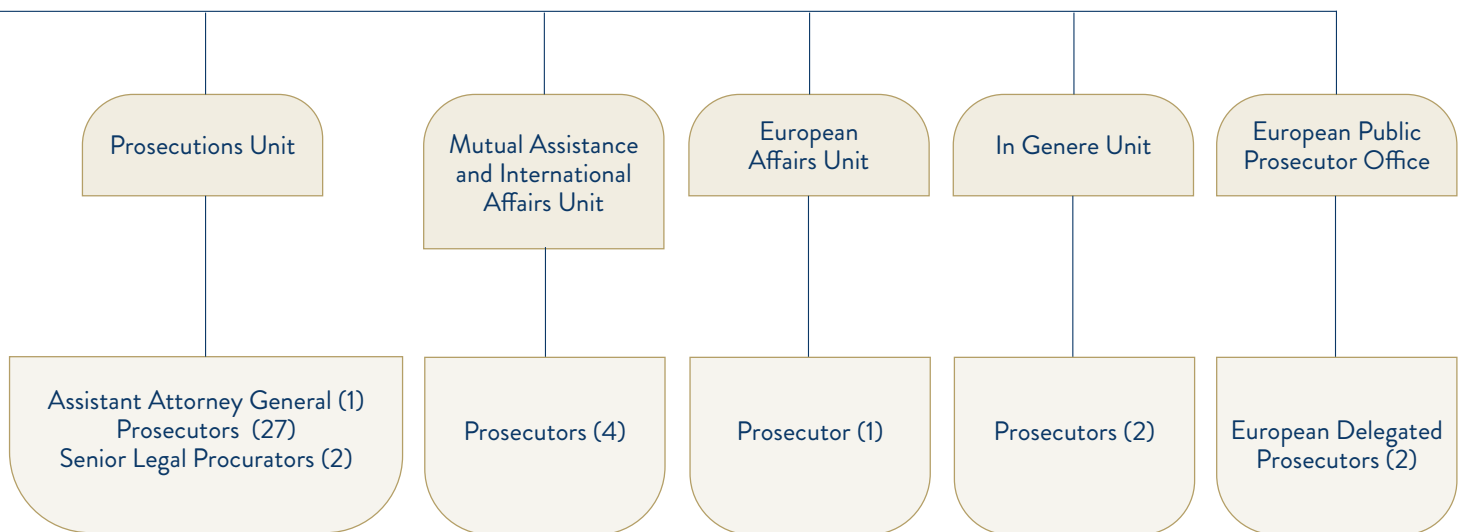 Prosecutions Unit
Mutual Assistance
and International
Affairs Unit
European
Affairs Unit
In Genere Unit
European Public
Prosecutor Office
Assistant Attorney General (1)
Prosecutors (27)
Senior Legal Procurators (2)
Prosecutors (4)
Prosecutor (1)
Prosecutors (2)
European Delegated
Prosecutors (2)